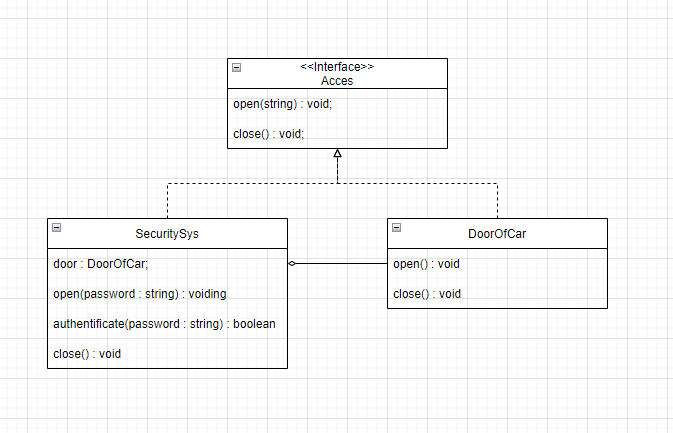 <<Interface>>
Acces
open(string) : void;
close() : void;
SecuritySys
door : DoorOfCar;
open(password : string) : voiding
authentificate(password : string) : boolean
close() : void
DoorOfCar
open() : void
close() : void